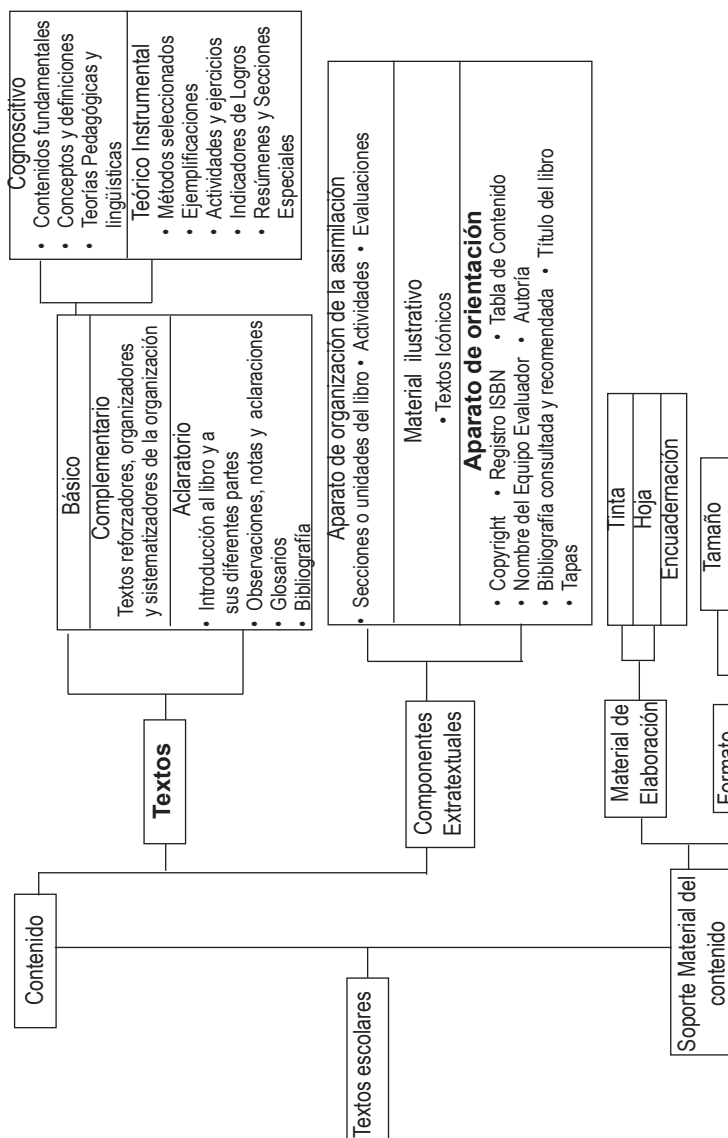 Textos escolares
Contenido
Textos
Básico
Cognoscitivo
• Contenidos fundamentales
• Conceptos y definiciones
• Teorías Pedagógicas y
lingüísticas
Teórico Instrumental
• Métodos seleccionados
• Ejemplificaciones
• Actividades y ejercicios
• Indicadores de Logros
• Resúmenes y Secciones
Especiales
Complementario
Textos reforzadores, organizadores
y sistematizadores de la organización
Aclaratorio
• Introducción al libro y a
sus diferentes partes
• Observaciones, notas y aclaraciones
• Glosarios
• Bibliografía
Componentes
Extratextuales
Aparato de organización de la asimilación
• Secciones o unidades del libro • Actividades • Evaluaciones
Material ilustrativo
• Textos Icónicos
Aparato de orientación
• Copyright • Registro ISBN • Tabla de Contenido
• Nombre del Equipo Evaluador • Autoría
• Bibliografía consultada y recomendada • Título del libro
• Tapas
Soporte Material del
contenido
Material de
Elaboración
Tinta
Hoja
Encuadernación
Formato
Tamaño